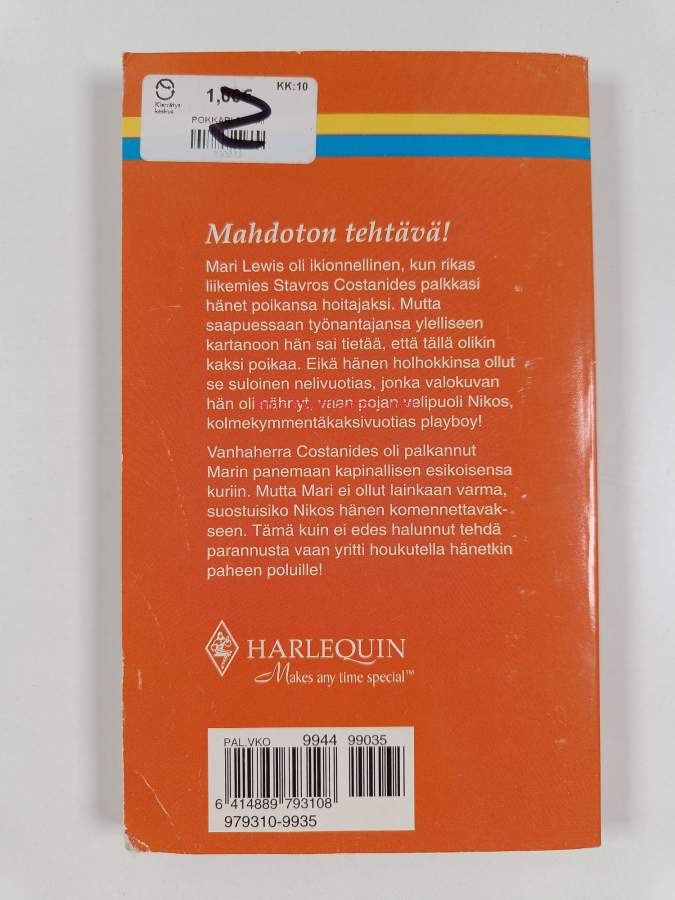 Kierrätys-
keskus
KK:10
Mahdoton tehtävä!
Mari Lewis oli ikionnellinen, kun rikas
liikemies Stavros Costanides palkkasi
hänet poikansa hoitajaksi. Mutta
saapuessaan työnantajansa ylelliseen
kartanoon hän sai tietää, että tällä olikin
kaksi poikaa. Eikä hänen holhokkinsa ollut
se suloinen nelivuotias, jonka valokuvan
hän oli nähnyt, vaan pojan velipuoli Nikos,
kolmekymmentäkaksivuotias playboy!
Vanhaherra Costanides oli palkannut
Marin panemaan kapinallisen esikoisensa
kuriin. Mutta Mari ei ollut lainkaan varma,
suostuisiko Nikos hänen komennettavak-
seen. Tämä kuin ei edes halunnut tehdä
parannusta vaan yritti houkutella hänetkin
paheen poluille!
HARLEQUIN
Makes any time special™
PAL.VKO 9944 99035
6 414889 793108
979310-9935